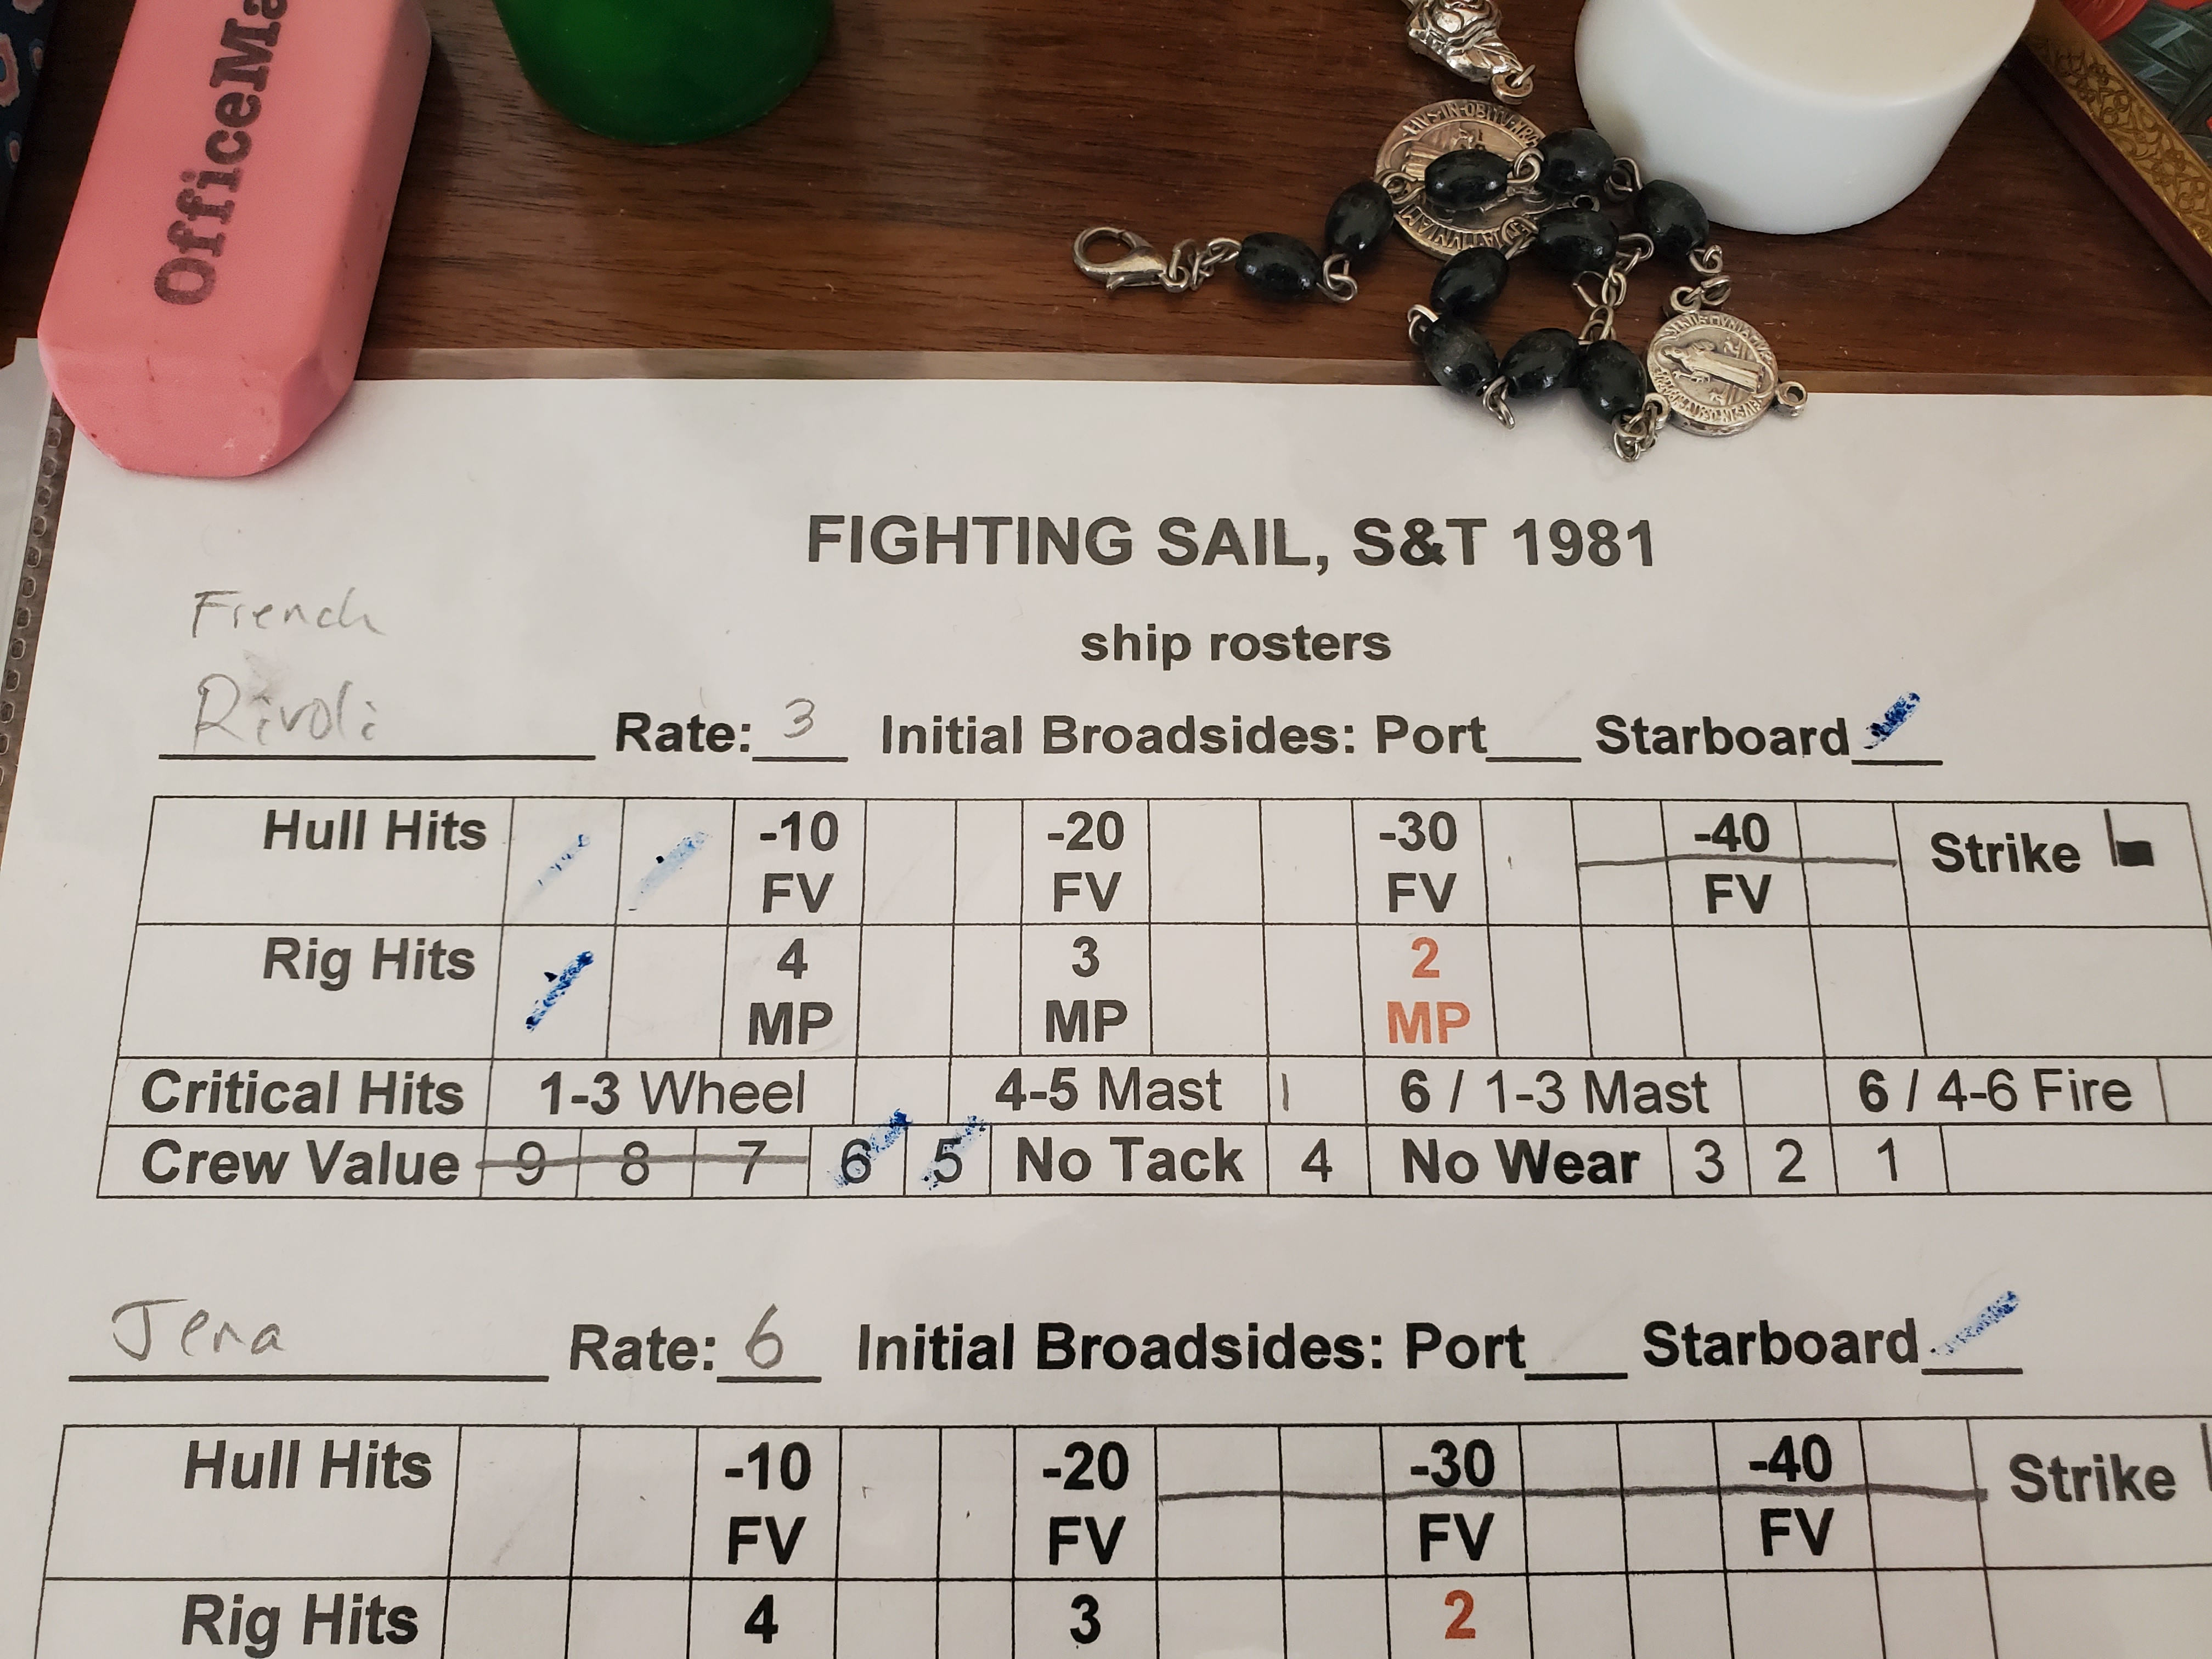 OfficeMa
FIGHTING SAIL, S&T 1981
ship rosters
French
Rivoli Rate: 3 Initial Broadsides: Port___ Starboard___
Hull Hits -10 FV -20 FV -30 FV -40 FV Strike
Rig Hits 4 MP 3 MP 2 MP
Critical Hits 1-3 Wheel 4-5 Mast | 6 / 1-3 Mast 6 / 4-6 Fire
Crew Value 9 8 7 6 5 No Tack 4 No Wear 3 2 1
Jena Rate: 6 Initial Broadsides: Port___ Starboard___
Hull Hits -10 FV -20 FV -30 FV -40 FV Strike
Rig Hits 4 3 2